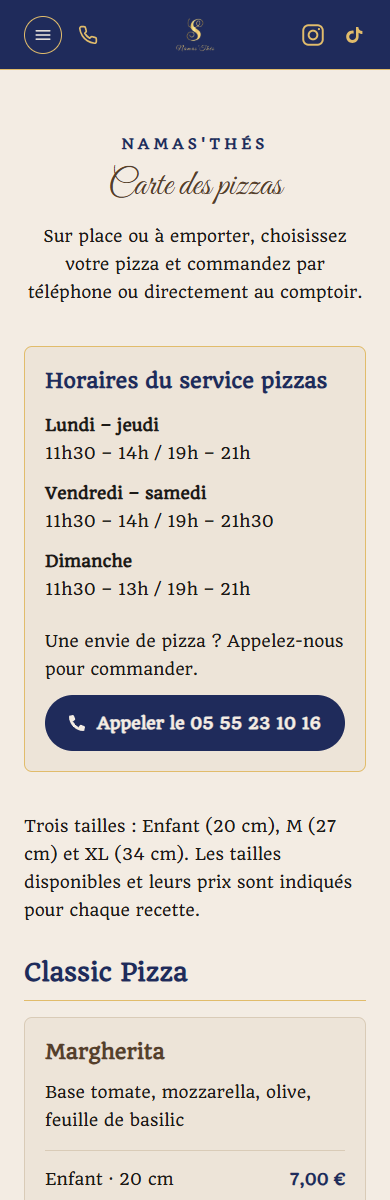 Namas'Thés
NAMAS'THÉS
Carte des pizzas
Sur place ou à emporter, choisissez
votre pizza et commandez par
téléphone ou directement au comptoir.
Horaires du service pizzas
Lundi – jeudi
11h30 – 14h / 19h – 21h
Vendredi – samedi
11h30 – 14h / 19h – 21h30
Dimanche
11h30 – 13h / 19h – 21h
Une envie de pizza ? Appelez-nous
pour commander.
Appeler le 05 55 23 10 16
Trois tailles : Enfant (20 cm), M (27
cm) et XL (34 cm). Les tailles
disponibles et leurs prix sont indiqués
pour chaque recette.
Classic Pizza
Margherita
Base tomate, mozzarella, olive,
feuille de basilic
Enfant · 20 cm 7,00 €